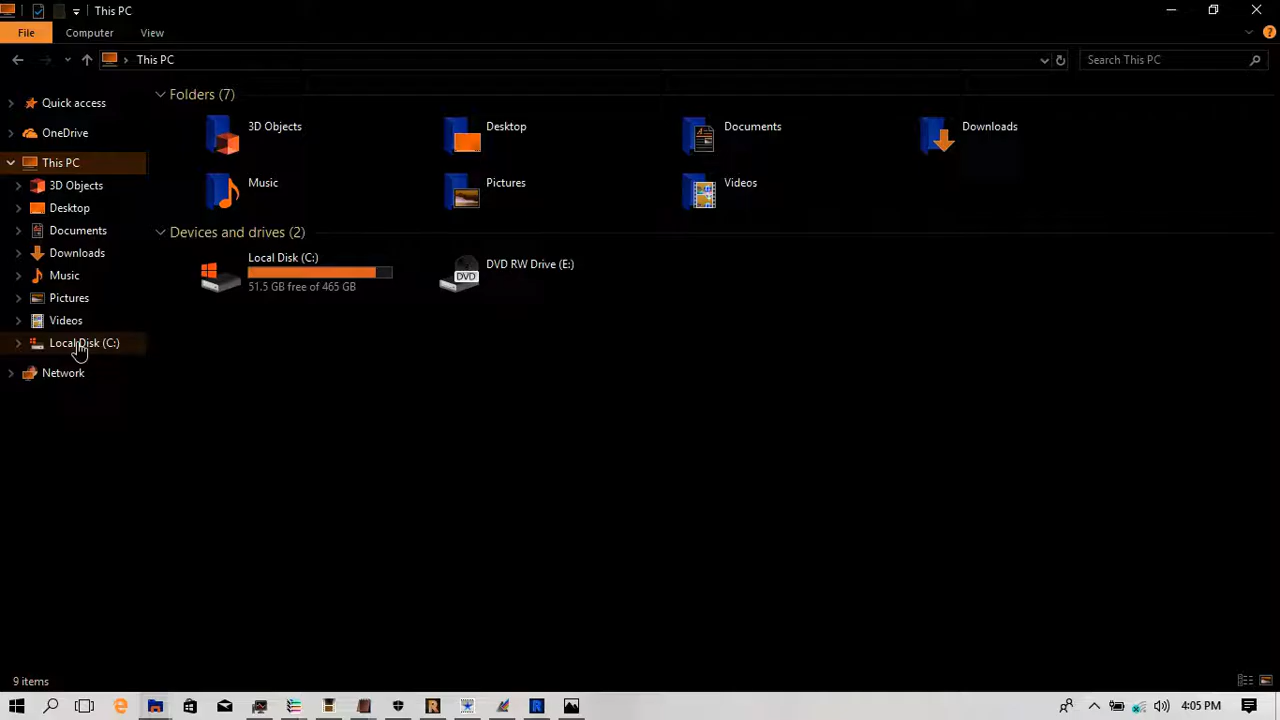 This PC
File Computer View
This PC
Search This PC
Quick access
OneDrive
This PC
3D Objects
Desktop
Documents
Downloads
Music
Pictures
Videos
Local Disk (C:)
Network
Folders (7)
3D Objects
Desktop
Documents
Downloads
Music
Pictures
Videos
Devices and drives (2)
Local Disk (C:)
51.5 GB free of 465 GB
DVD
DVD RW Drive (E:)
9 items
R
R
4:05 PM